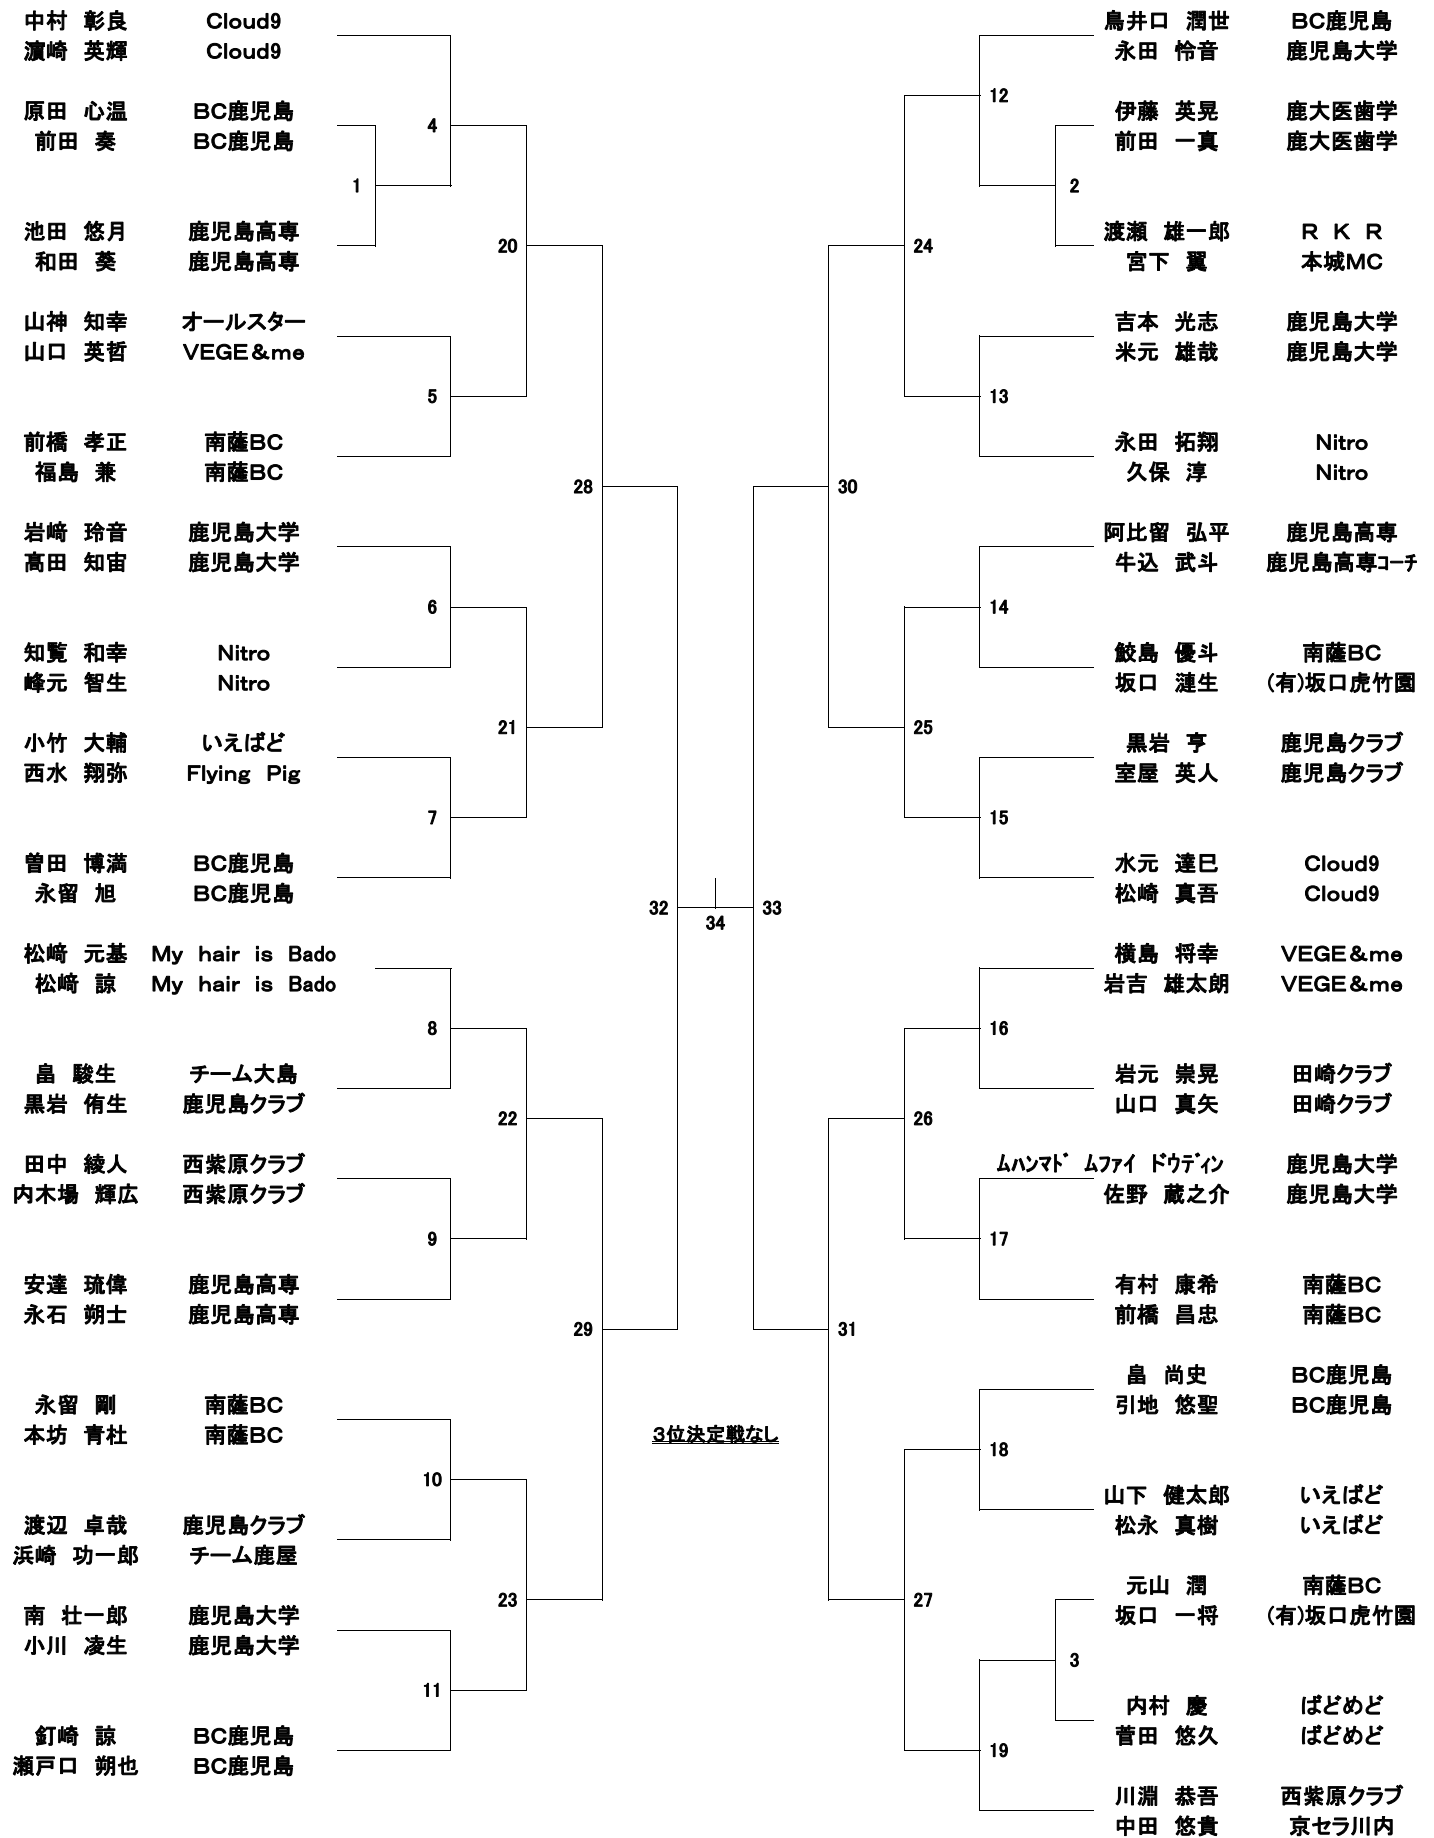 中村 彰良 Cloud9
濵崎 英輝 Cloud9
原田 心温 BC鹿児島
前田 奏 BC鹿児島
4
1
池田 悠月 鹿児島高専
和田 葵 鹿児島高専
20
山神 知幸 オールスター
山口 英哲 VEGE&me
5
前橋 孝正 南薩BC
福島 兼 南薩BC
28
岩﨑 玲音 鹿児島大学
髙田 知宙 鹿児島大学
6
知覧 和幸 Nitro
峰元 智生 Nitro
21
小竹 大輔 いえばど
西水 翔弥 Flying Pig
7
曽田 博満 BC鹿児島
永留 旭 BC鹿児島
32
34
33
松﨑 元基 My hair is Bado
松﨑 諒 My hair is Bado
8
畠 駿生 チーム大島
黒岩 侑生 鹿児島クラブ
22
田中 綾人 西紫原クラブ
内木場 輝広 西紫原クラブ
9
安達 琉偉 鹿児島高専
永石 朔士 鹿児島高専
29
永留 剛 南薩BC
本坊 青杜 南薩BC
10
渡辺 卓哉 鹿児島クラブ
浜崎 功一郎 チーム鹿屋
23
南 壮一郎 鹿児島大学
小川 凌生 鹿児島大学
11
釘崎 諒 BC鹿児島
瀬戸口 朔也 BC鹿児島
3位決定戦なし
鳥井口 潤世 BC鹿児島
永田 怜音 鹿児島大学
12
伊藤 英晃 鹿大医歯学
前田 一真 鹿大医歯学
2
渡瀬 雄一郎 R K R
宮下 翼 本城MC
24
吉本 光志 鹿児島大学
米元 雄哉 鹿児島大学
13
永田 拓翔 Nitro
久保 淳 Nitro
30
阿比留 弘平 鹿児島高専
牛込 武斗 鹿児島高専ｺｰﾁ
14
鮫島 優斗 南薩BC
坂口 漣生 (有)坂口虎竹園
25
黒岩 亨 鹿児島クラブ
室屋 英人 鹿児島クラブ
15
水元 達巳 Cloud9
松崎 真吾 Cloud9
横島 将幸 VEGE&me
岩吉 雄太朗 VEGE&me
16
岩元 崇晃 田崎クラブ
山口 真矢 田崎クラブ
26
ﾑﾊﾝﾏﾄﾞ ﾑﾌｧｲ ﾄﾞｳﾃﾞｨﾝ 鹿児島大学
佐野 蔵之介 鹿児島大学
17
有村 康希 南薩BC
前橋 昌忠 南薩BC
31
畠 尚史 BC鹿児島
引地 悠聖 BC鹿児島
18
山下 健太郎 いえばど
松永 真樹 いえばど
27
元山 潤 南薩BC
坂口 一将 (有)坂口虎竹園
3
内村 慶 ばどめど
菅田 悠久 ばどめど
19
川淵 恭吾 西紫原クラブ
中田 悠貴 京セラ川内